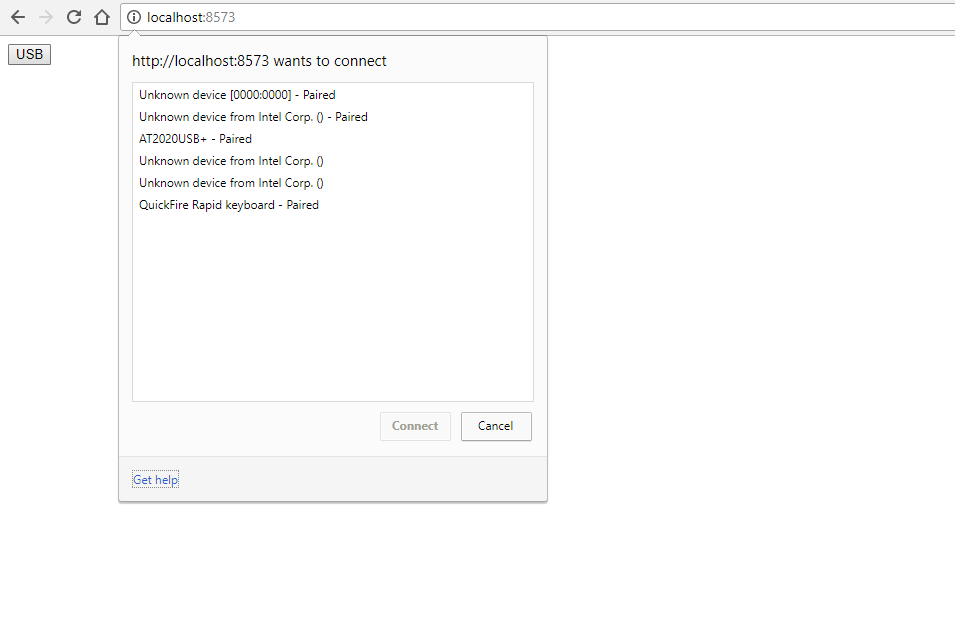 localhost:8573
USB
http://localhost:8573 wants to connect
Unknown device [0000:0000] - Paired
Unknown device from Intel Corp. () - Paired
AT2020USB+ - Paired
Unknown device from Intel Corp. ()
Unknown device from Intel Corp. ()
QuickFire Rapid keyboard - Paired
Connect Cancel
Get help